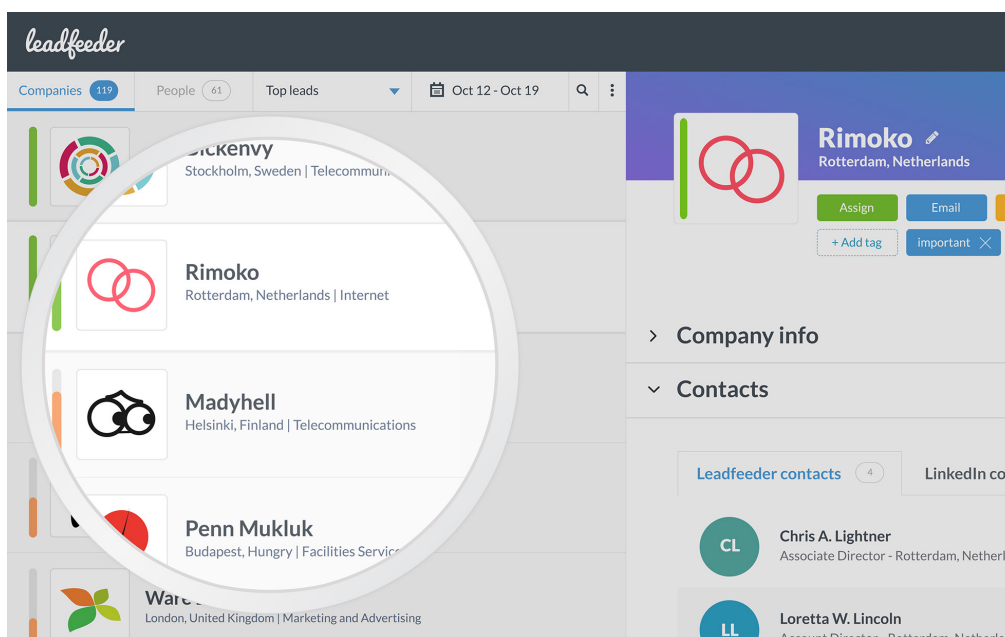 leadfeeder
Companies 119 People 61 Top leads Oct 12 - Oct 19
Stockholm, Sweden | Telecommun
Rimoko
Rotterdam, Netherlands | Internet
Madyhell
Helsinki, Finland | Telecommunications
Penn Mukluk
Budapest, Hungry | Facilities Servic
London, United Kingdom | Marketing and Advertising
Rimoko
Rotterdam, Netherlands
Assign Email
+ Add tag important
Company info
Contacts
Leadfeeder contacts 4 LinkedIn co
CL
Chris A. Lightner
Associate Director - Rotterdam, Netherl
LL
Loretta W. Lincoln